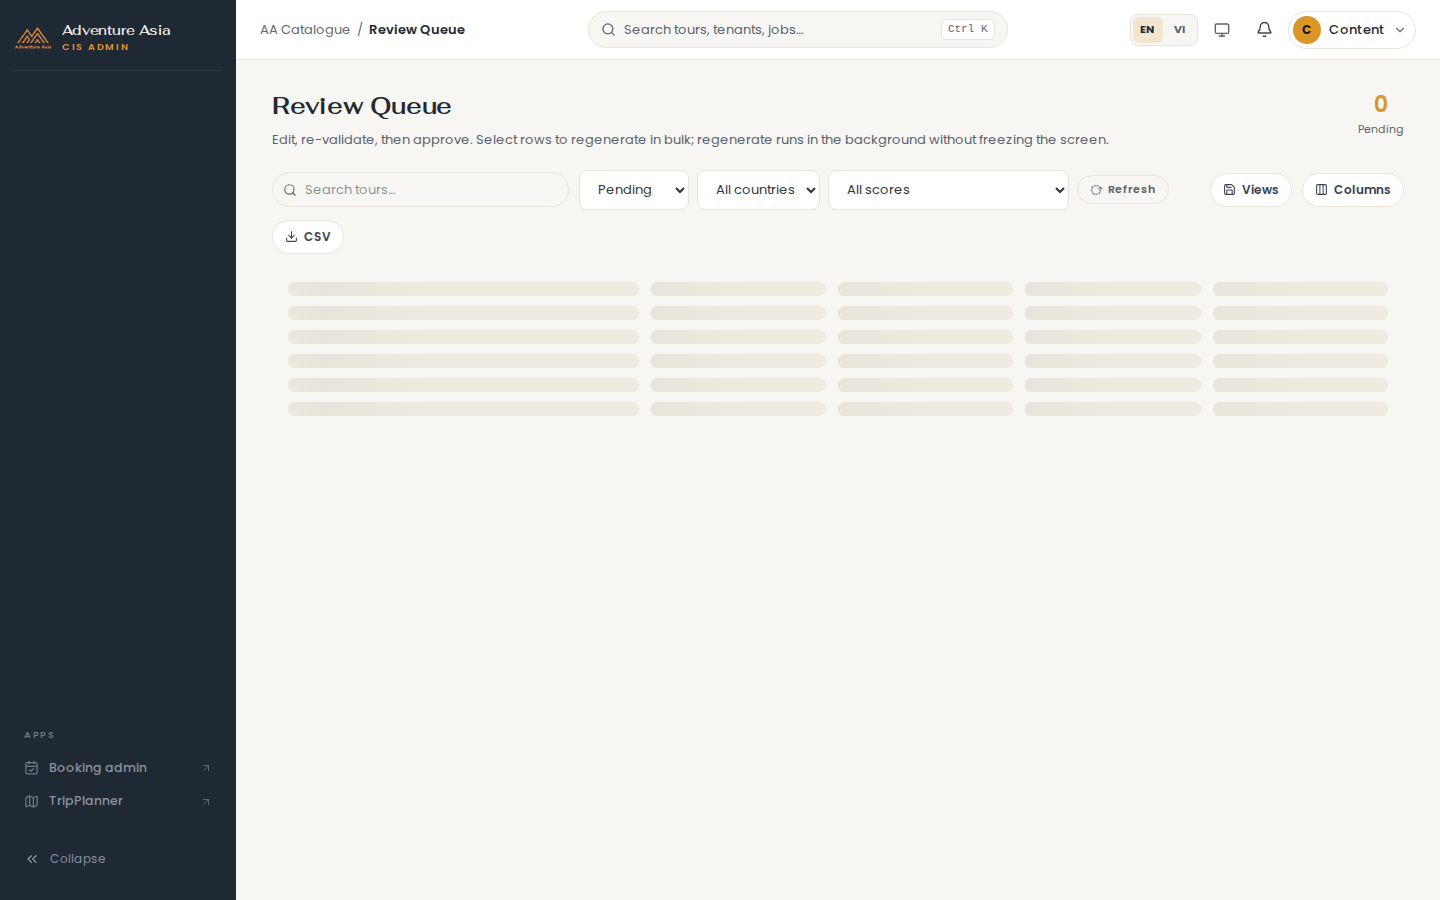 Adventure Asia
CIS ADMIN
Adventure Asia
AA Catalogue / Review Queue
Search tours, tenants, jobs...
Ctrl K
EN
VI
C
Content
Review Queue
Edit, re-validate, then approve. Select rows to regenerate in bulk; regenerate runs in the background without freezing the screen.
0
Pending
Search tours...
Pending
All countries
All scores
Refresh
Views
Columns
CSV
APPS
Booking admin
TripPlanner
Collapse